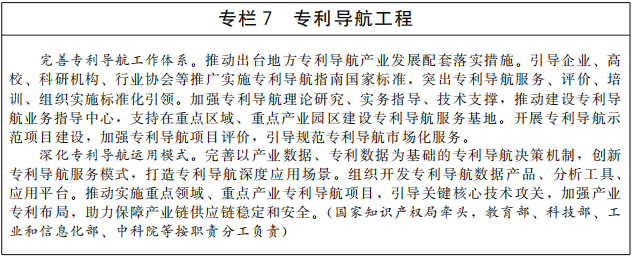 专栏7 专利导航工程
完善专利导航工作体系。推动出台地方专利导航产业发展配套落实措施。引导企业、高
校、科研机构、行业协会等推广实施专利导航指南国家标准，突出专利导航服务、评价、培
训、组织实施标准化引领。加强专利导航理论研究、实务指导、技术支撑，推动建设专利导
航业务指导中心，支持在重点区域、重点产业园区建设专利导航服务基地。开展专利导航示
范项目建设，加强专利导航项目评价，引导规范专利导航市场化服务。
深化专利导航运用模式。完善以产业数据、专利数据为基础的专利导航决策机制，创新
专利导航服务模式，打造专利导航深度应用场景。组织开发专利导航数据产品、分析工具、
应用平台。推动实施重点领域、重点产业专利导航项目，引导关键核心技术攻关，加强产业
专利布局，助力保障产业链供应链稳定和安全。（国家知识产权局牵头，教育部、科技部、工
业和信息化部、中科院等按职责分工负责）